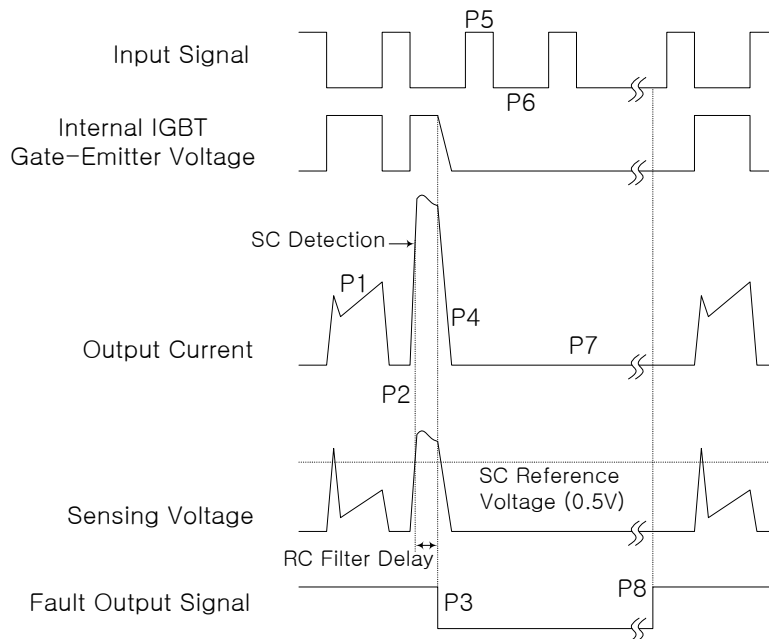 P5
Input Signal
P6
Internal IGBT
Gate-Emitter Voltage
SC Detection
P1
P4
Output Current
P7
P2
SC Reference
Voltage (0.5V)
Sensing Voltage
RC Filter Delay
P3
P8
Fault Output Signal